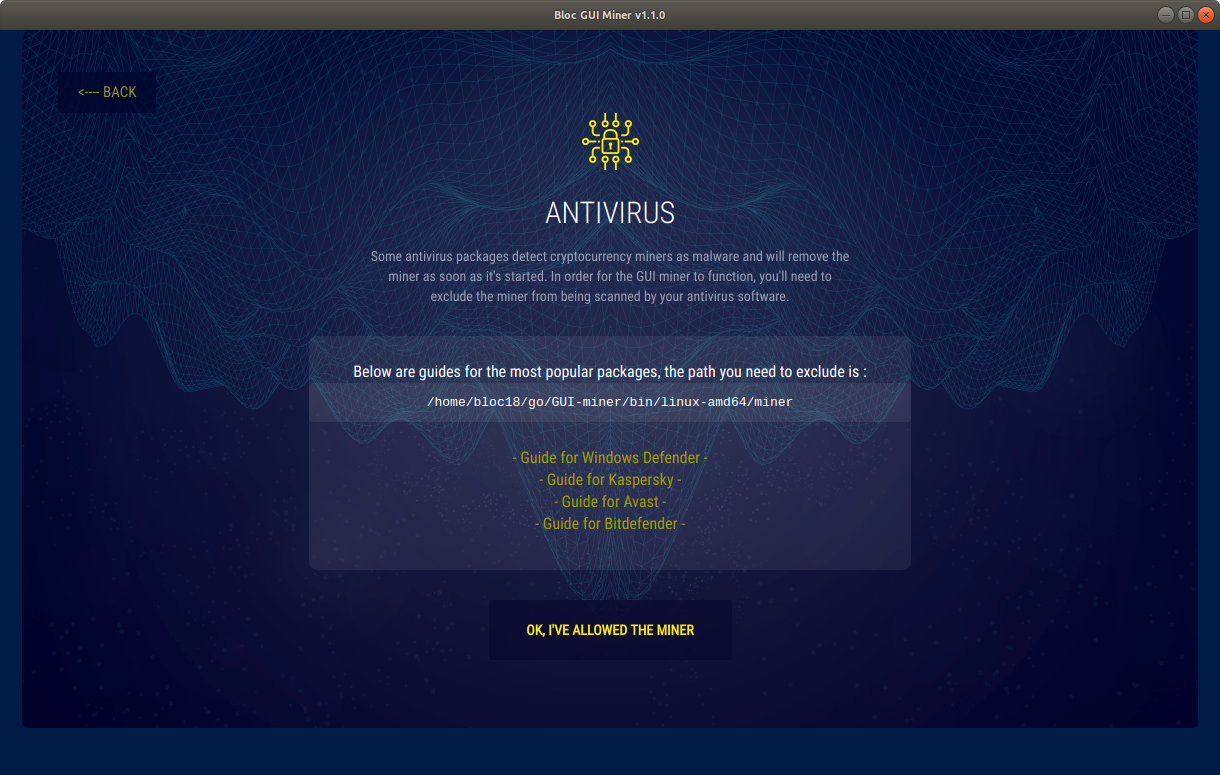 Bloc GUI Miner v1.1.0
<---- BACK
ANTIVIRUS
Some antivirus packages detect cryptocurrency miners as malware and will remove the
miner as soon as it's started. In order for the GUI miner to function, you'll need to
exclude the miner from being scanned by your antivirus software.
Below are guides for the most popular packages, the path you need to exclude is :
/home/bloc18/go/GUI-miner/bin/linux-amd64/miner
- Guide for Windows Defender -
- Guide for Kaspersky -
- Guide for Avast -
- Guide for Bitdefender -
OK, I'VE ALLOWED THE MINER